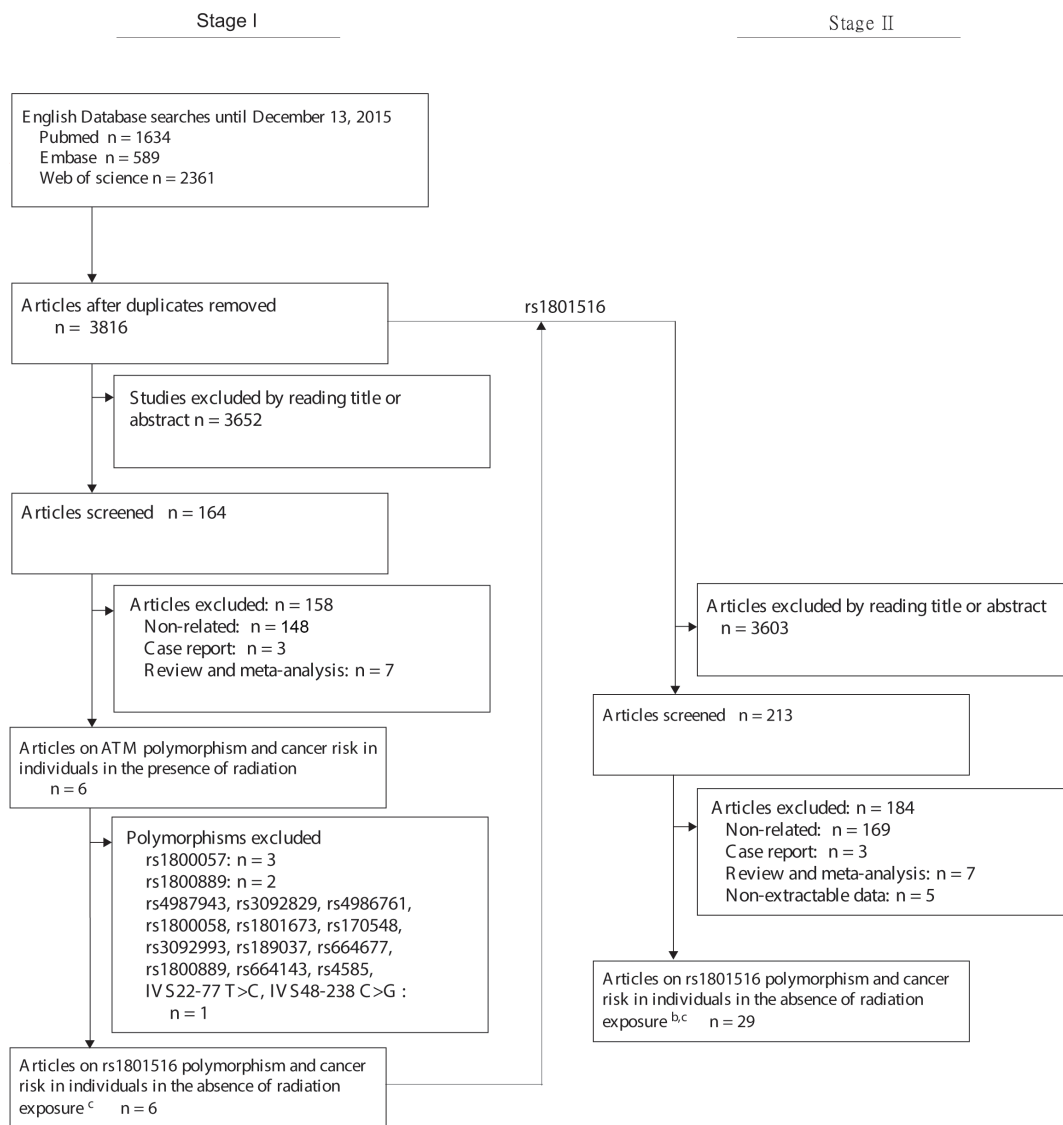 Stage I
Stage II
English Database searches until December 13, 2015
Pubmed n = 1634
Embase n = 589
Web of science n = 2361
Articles after duplicates removed
n = 3816
rs1801516
Studies excluded by reading title or
abstract n = 3652
Articles screened n = 164
Articles excluded: n = 158
Non-related: n = 148
Case report: n = 3
Review and meta-analysis: n = 7
Articles on ATM polymorphism and cancer risk in
individuals in the presence of radiation
n = 6
Polymorphisms excluded
rs1800057: n = 3
rs1800889: n = 2
rs4987943, rs3092829, rs4986761,
rs1800058, rs1801673, rs170548,
rs3092993, rs189037, rs664677,
rs1800889, rs664143, rs4585,
IVS22-77 T>C, IVS48-238 C>G :
n = 1
Articles on rs1801516 polymorphism and cancer
risk in individuals in the absence of radiation
exposure c n = 6
Articles excluded by reading title or abstract
n = 3603
Articles screened n = 213
Articles excluded: n = 184
Non-related: n = 169
Case report: n = 3
Review and meta-analysis: n = 7
Non-extractable data: n = 5
Articles on rs1801516 polymorphism and cancer
risk in individuals in the absence of radiation
exposure b,c n = 29